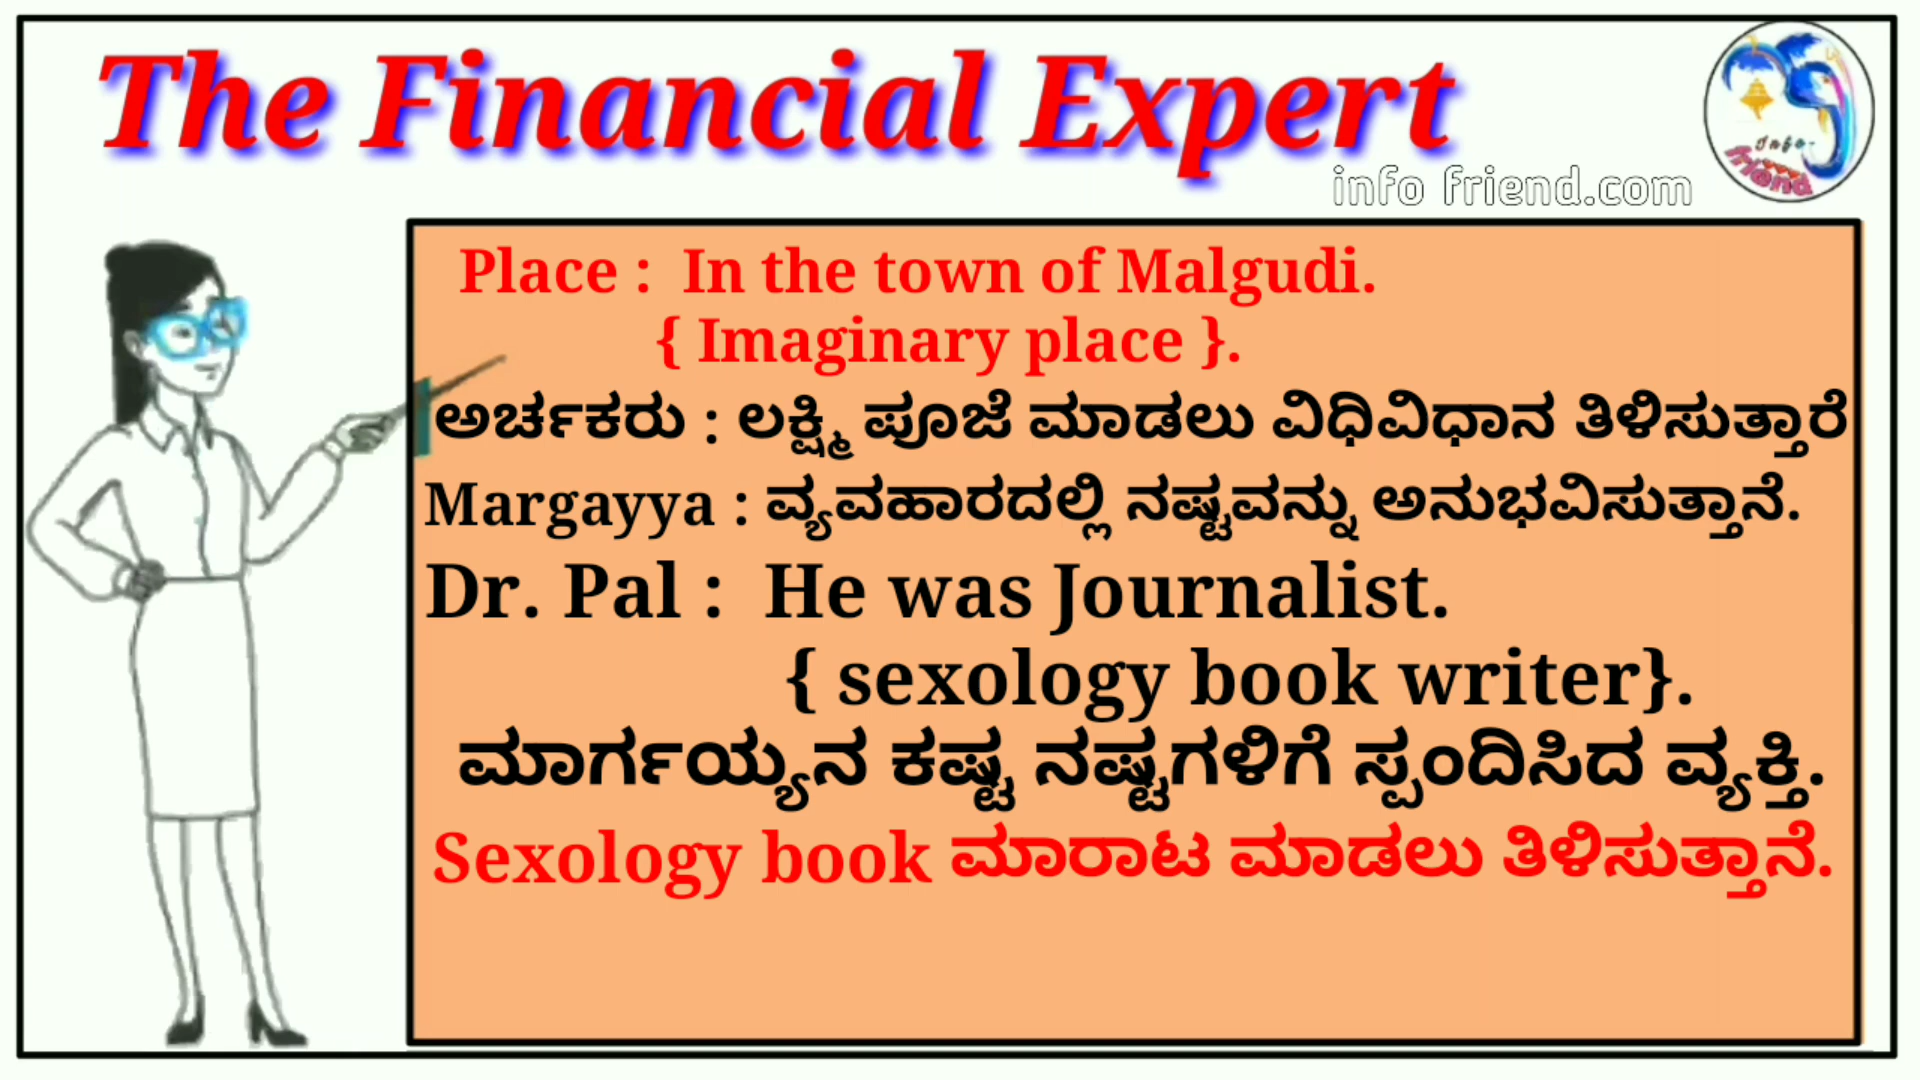 The Financial Expert
info friend.com
Info-
friend
Place : In the town of Malgudi.
{ Imaginary place }.
ಅರ್ಚಕರು : ಲಕ್ಷ್ಮಿ ಪೂಜೆ ಮಾಡಲು ವಿಧಿವಿಧಾನ ತಿಳಿಸುತ್ತಾರೆ
Margayya : ವ್ಯವಹಾರದಲ್ಲಿ ನಷ್ಟವನ್ನು ಅನುಭವಿಸುತ್ತಾನೆ.
Dr. Pal : He was Journalist.
{ sexology book writer}.
ಮಾರ್ಗಯ್ಯನ ಕಷ್ಟ ನಷ್ಟಗಳಿಗೆ ಸ್ಪಂದಿಸಿದ ವ್ಯಕ್ತಿ.
Sexology book ಮಾರಾಟ ಮಾಡಲು ತಿಳಿಸುತ್ತಾನೆ.